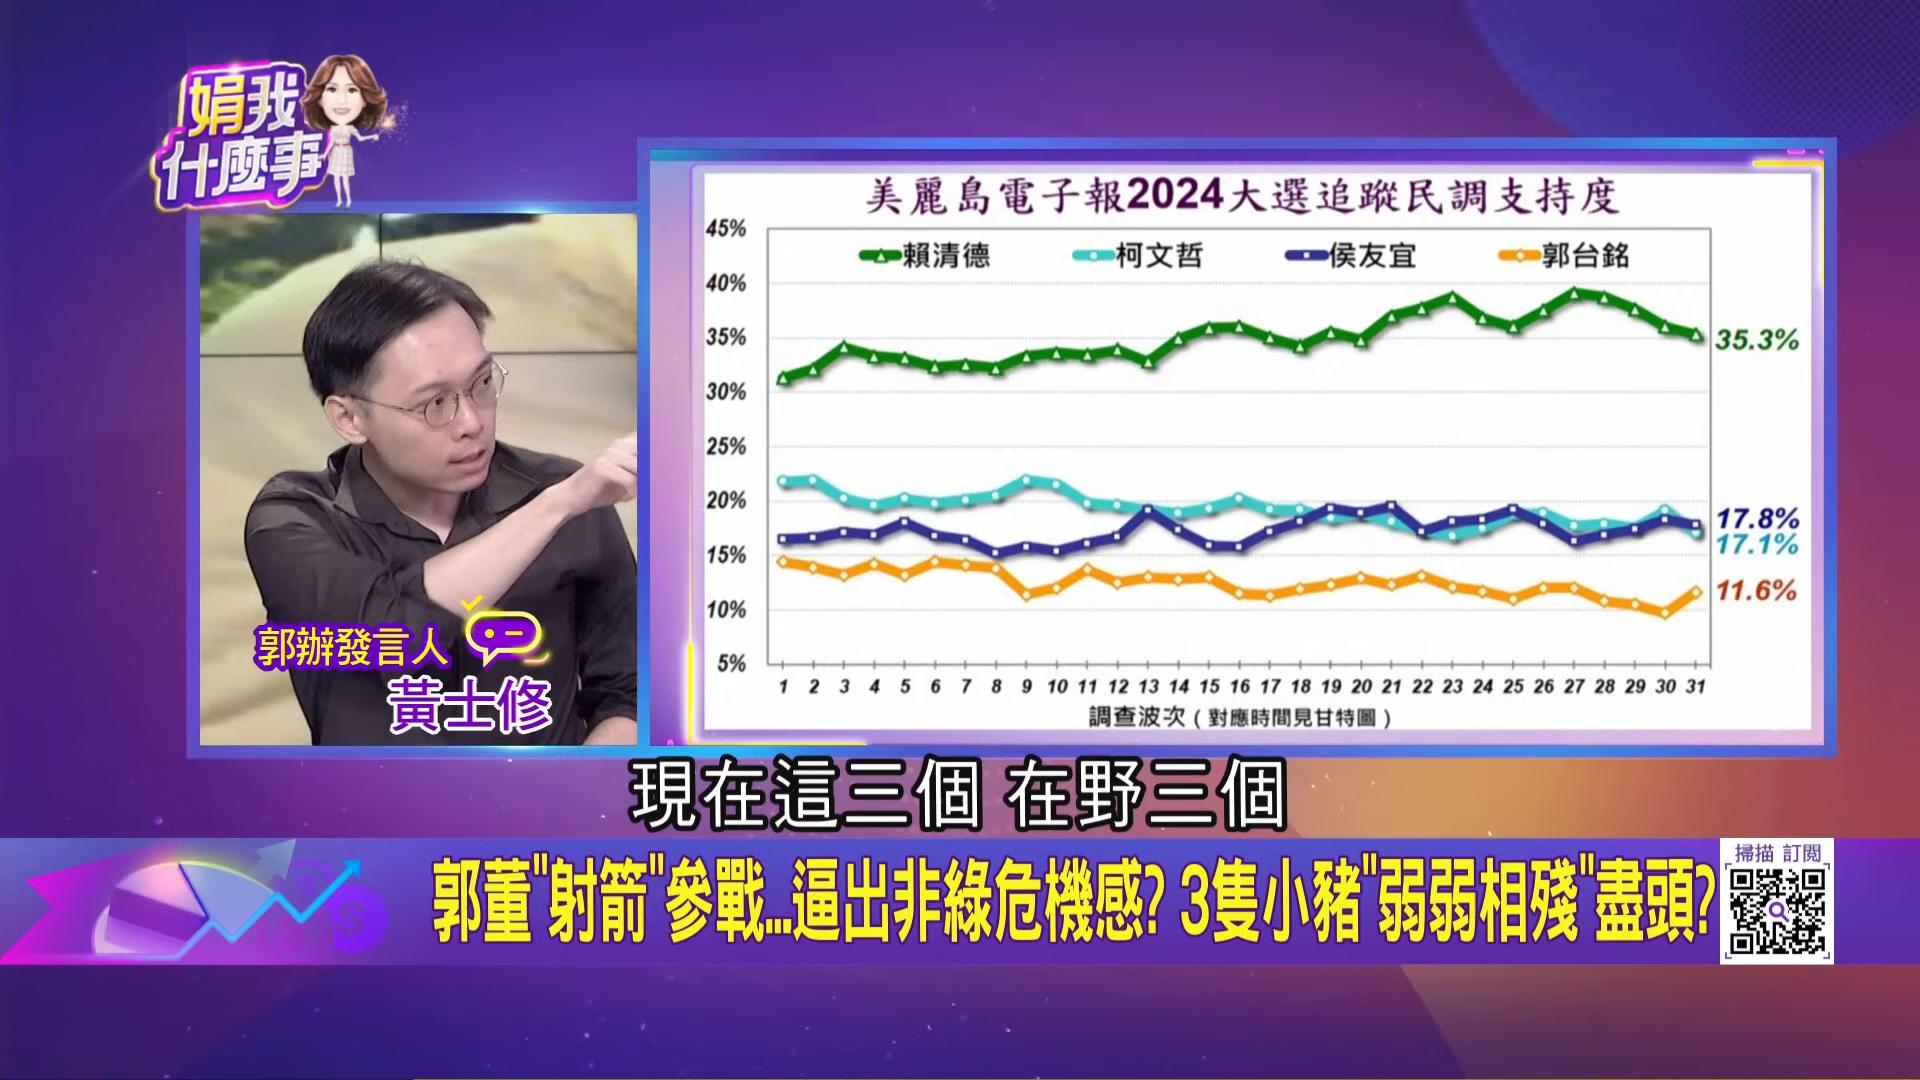 娟我
什麼事
美麗島電子報2024大選追蹤民調支持度
45%
40%
35%
30%
25%
20%
15%
10%
5%
賴清德 柯文哲 侯友宜 郭台銘
35.3%
17.8%
17.1%
11.6%
1 2 3 4 5 6 7 8 9 10 11 12 13 14 15 16 17 18 19 20 21 22 23 24 25 26 27 28 29 30 31
調查波次(對應時間見甘特圖)
郭辦發言人
黃士修
現在這三個 在野三個
郭董"射箭"參戰...逼出非綠危機感? 3隻小豬"弱弱相殘"盡頭?
掃描 訂閱